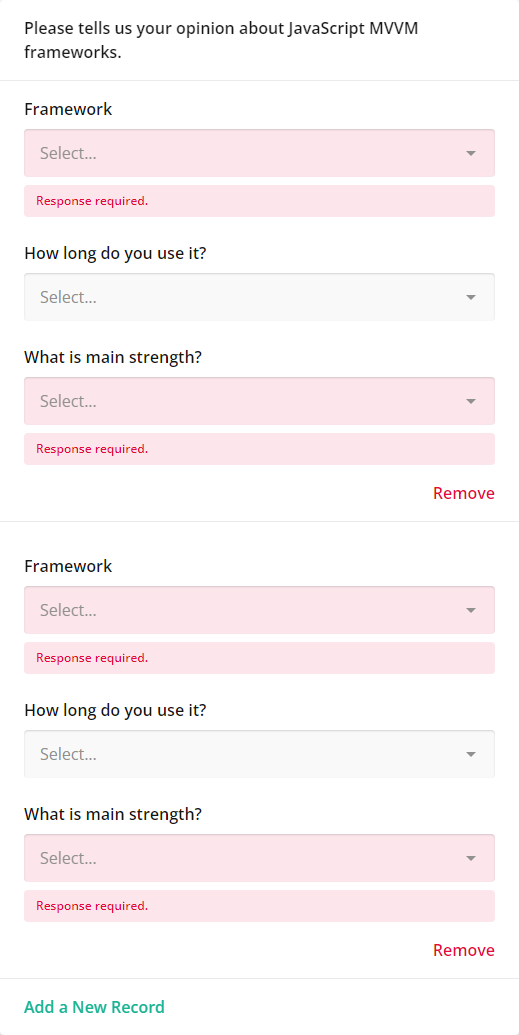 Please tells us your opinion about JavaScript MVVM
frameworks.
Framework
Select...
Response required.
How long do you use it?
Select...
What is main strength?
Select...
Response required.
Remove
Framework
Select...
Response required.
How long do you use it?
Select...
What is main strength?
Select...
Response required.
Remove
Add a New Record